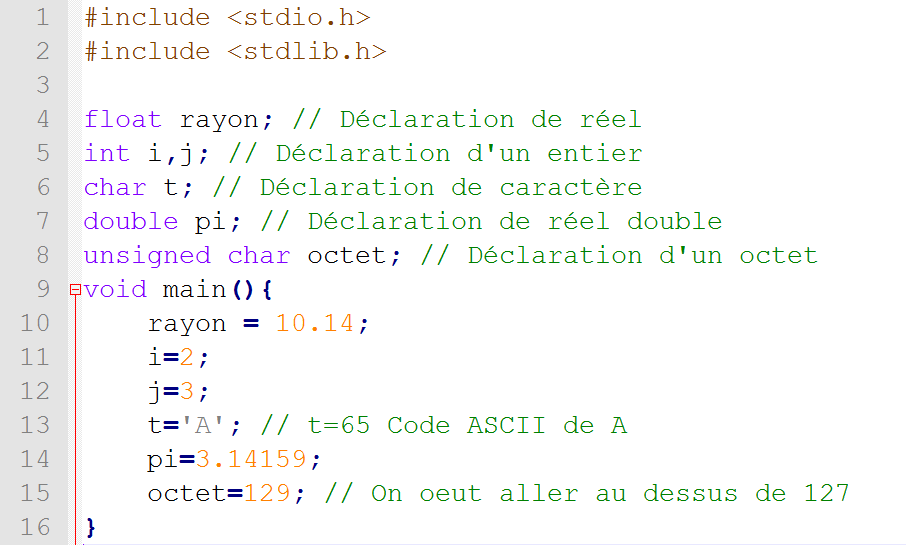 1 #include <stdio.h>
2 #include <stdlib.h>
3
4 float rayon; // Déclaration de réel
5 int i,j; // Déclaration d'un entier
6 char t; // Déclaration de caractère
7 double pi; // Déclaration de réel double
8 unsigned char octet; // Déclaration d'un octet
9 void main(){
10 rayon = 10.14;
11 i=2;
12 j=3;
13 t='A'; // t=65 Code ASCII de A
14 pi=3.14159;
15 octet=129; // On oeut aller au dessus de 127
16 }